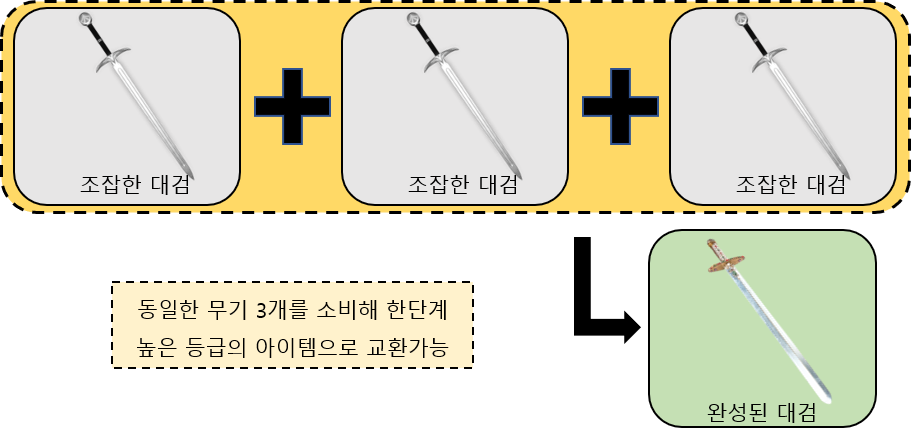 조잡한 대검
조잡한 대검
조잡한 대검
동일한 무기 3개를 소비해 한단계
높은 등급의 아이템으로 교환가능
완성된 대검